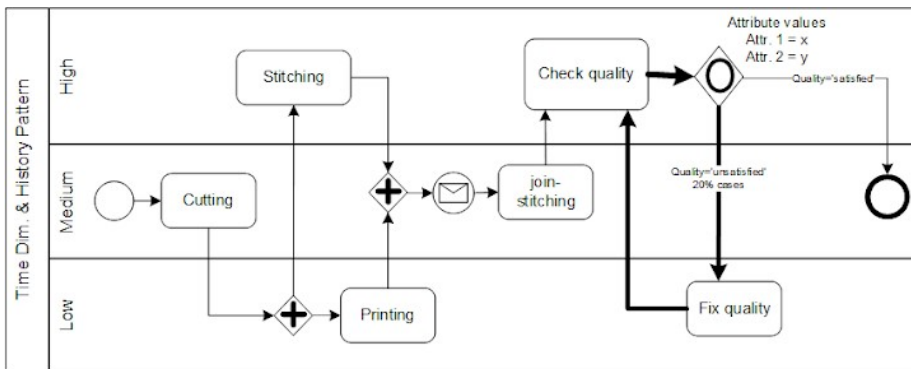 Time Dim. & History Pattern
High
Medium
Low
Stitching
Check quality
Attribute values
Attr. 1 = x
Attr. 2 = y
Quality='satisfied'
Cutting
join-
stitching
Quality='unsatisfied'
20% cases
Printing
Fix quality